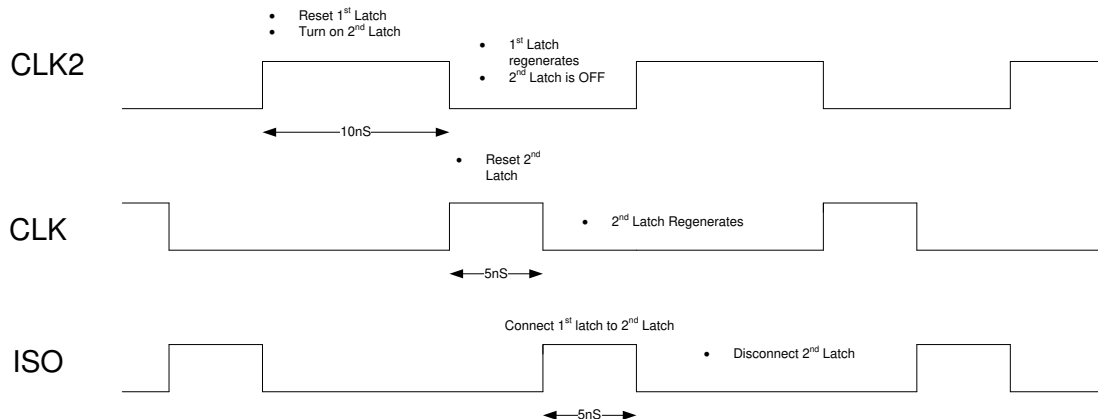 • Reset 1st Latch
• Turn on 2nd Latch
CLK2
• 1st Latch
regenerates
• 2nd Latch is OFF
10nS
• Reset 2nd
Latch
CLK
• 2nd Latch Regenerates
5nS
Connect 1st latch to 2nd Latch
ISO
• Disconnect 2nd Latch
5nS